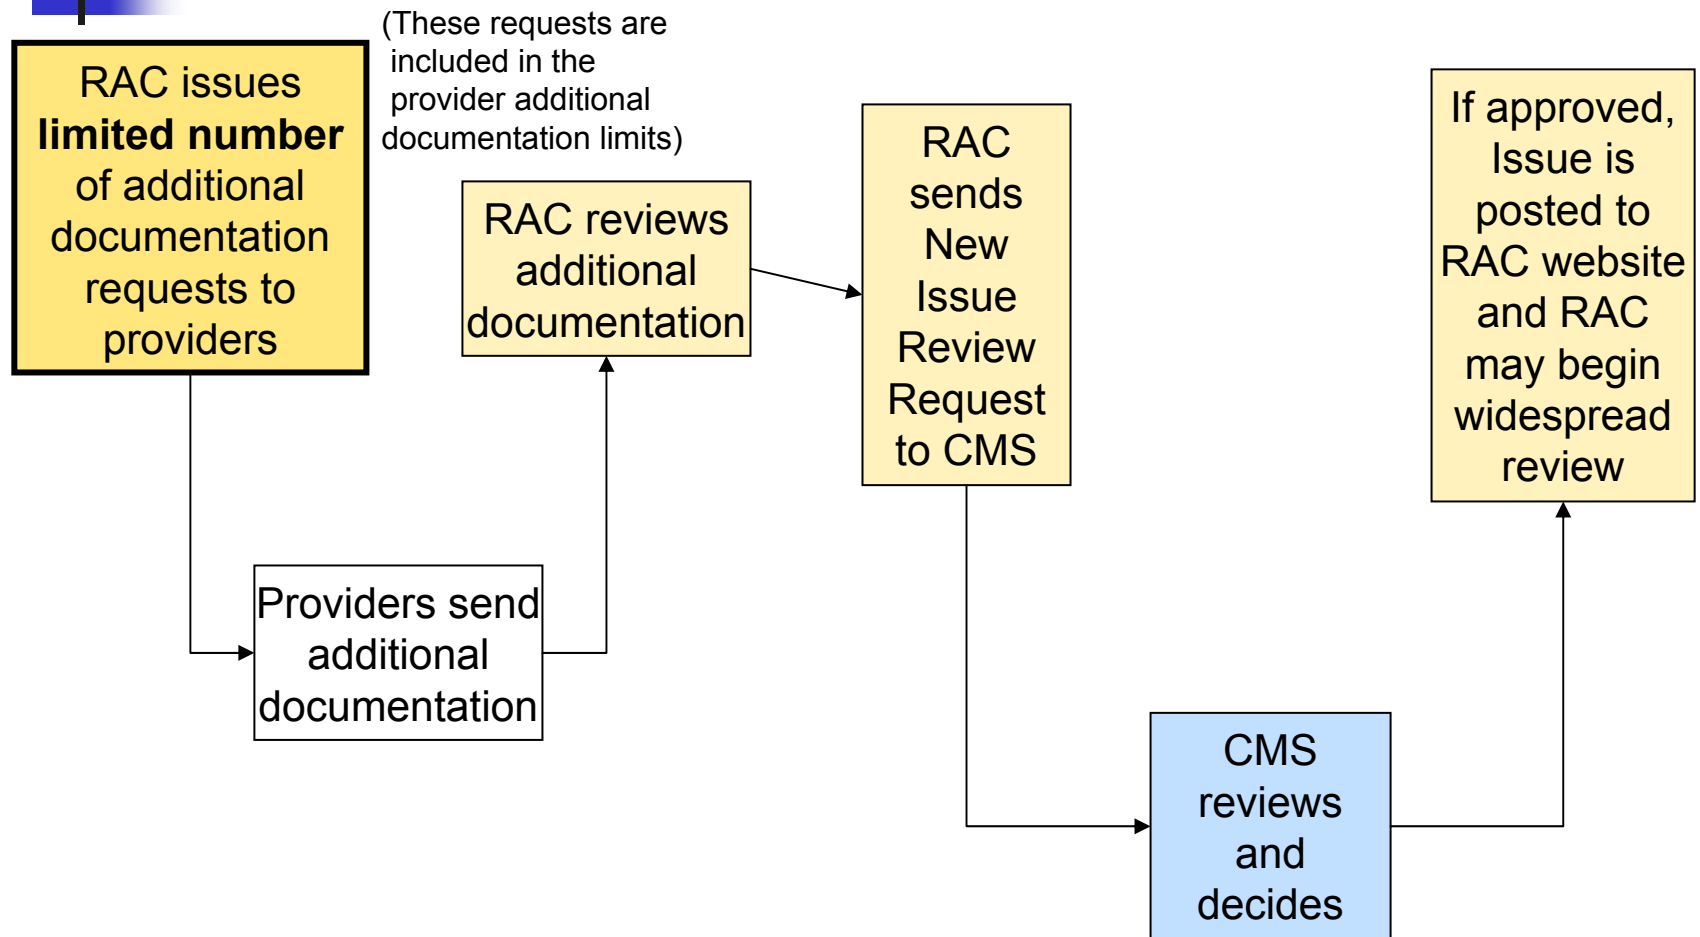 (These requests are
included in the
provider additional
documentation limits)
RAC issues
limited number
of additional
documentation
requests to
providers
Providers send
additional
documentation
RAC reviews
additional
documentation
RAC
sends
New
Issue
Review
Request
to CMS
CMS
reviews
and
decides
If approved,
Issue is
posted to
RAC website
and RAC
may begin
widespread
review